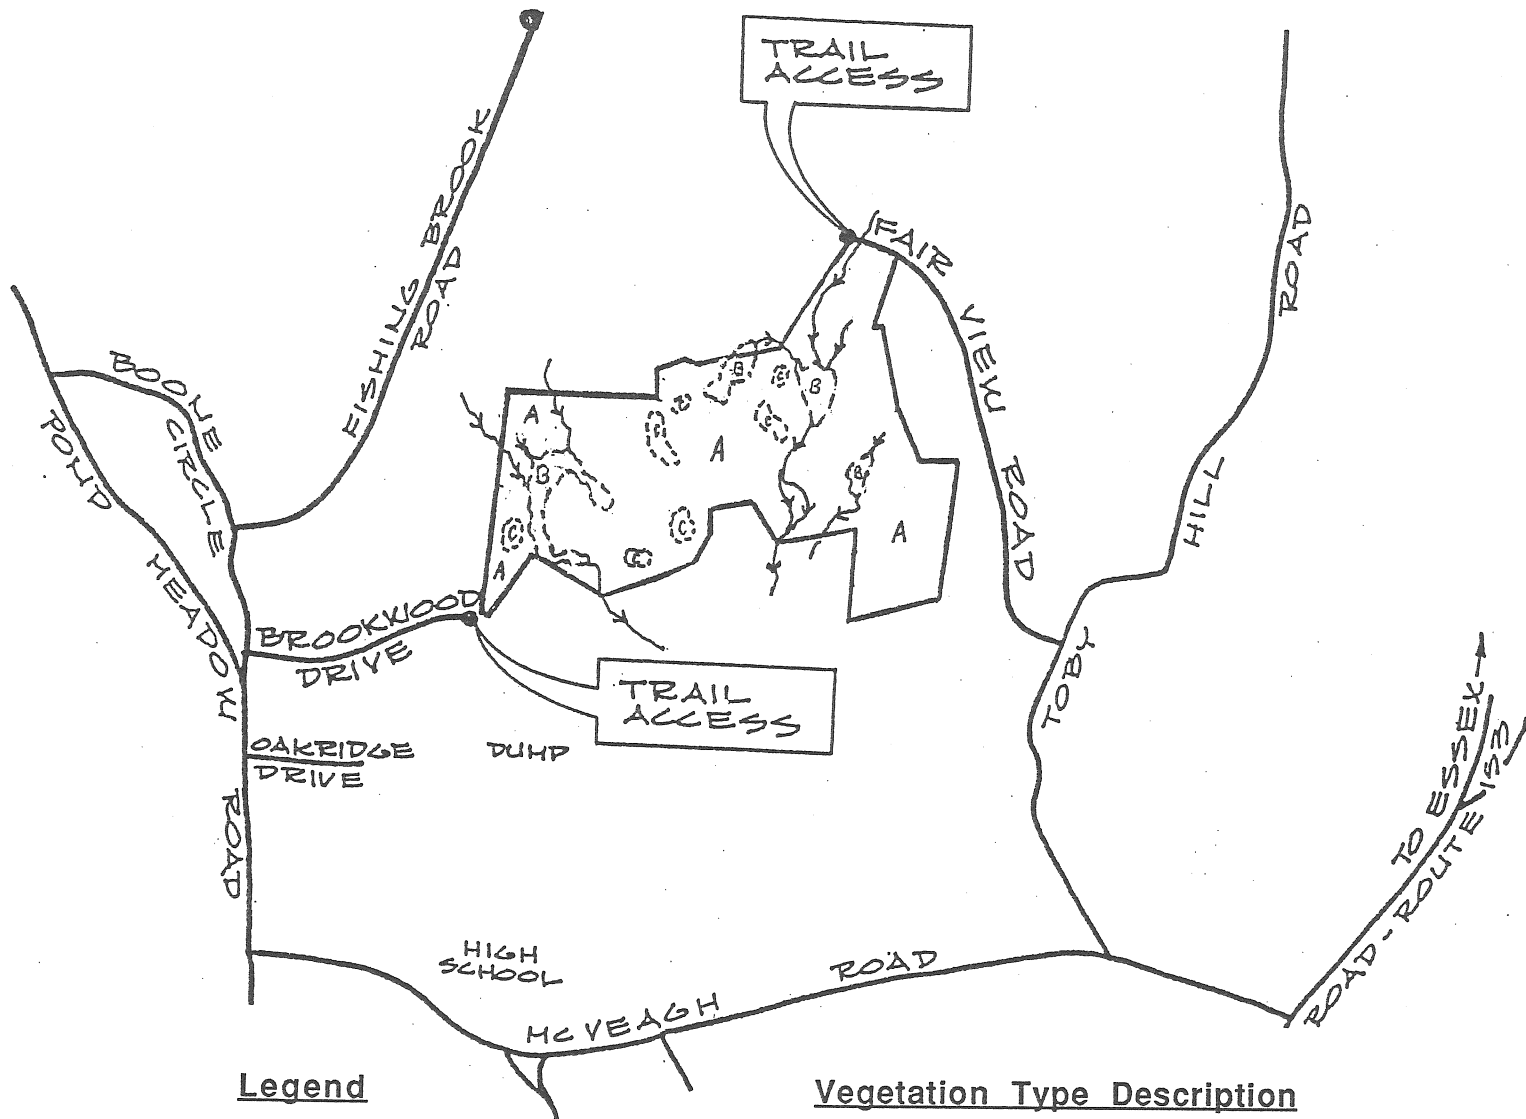 TRAIL
ACCESS
FISHING BROOK
ROAD
FAIR
VIEW
ROAD
ROAD
HILL
TOBY
BOONE
CIRCLE
POND
MEADOW
ROAD
A
B
C
A
B
C
C
B
C
C
A
B
A
C
C
BROOKWOOD
DRIVE
TRAIL
ACCESS
OAKRIDGE
DRIVE
DUMP
TO ESSEX
ROAD - ROUTE 153
HIGH
SCHOOL
MCVEAGH ROAD
Legend
Vegetation Type Description